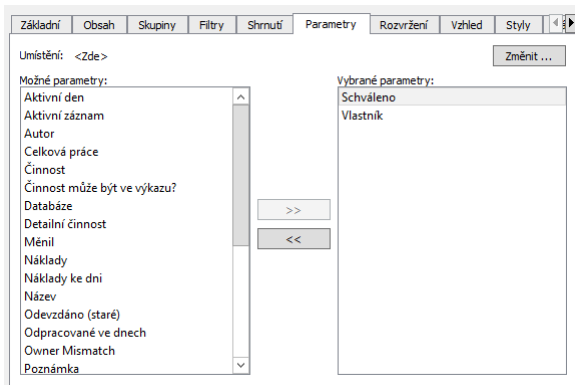 Základní Obsah Skupiny Filtry Shrnutí Parametry Rozvržení Vzhled Styly
Umístění: <Zde> Změnit ...
Možné parametry: Vybrané parametry:
Aktivní den Schváleno
Aktivní záznam Vlastník
Autor
Celková práce
Činnost
Činnost může být ve výkazu?
Databáze >>
Detailní činnost
Měnil <<
Náklady
Náklady ke dni
Název
Odevzdáno (staré)
Odpracované ve dnech
Owner Mismatch
Poznámka